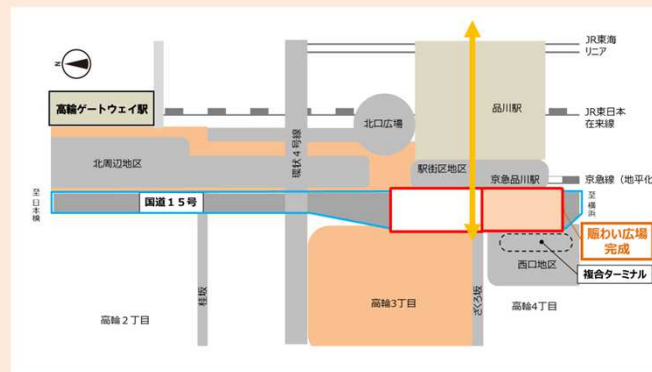 JR東海
リニア
N
高輪ゲートウェイ駅
品川駅
JR東日本
在来線
北口広場
環状4号線
北周辺地区
駅街区地区
京急品川駅
京急線（地平化）
至日本橋
国道15号
至横浜
賑わい広場
完成
西口地区
複合ターミナル
桂坂
高輪2丁目
高輪3丁目
ざくろ坂
高輪4丁目